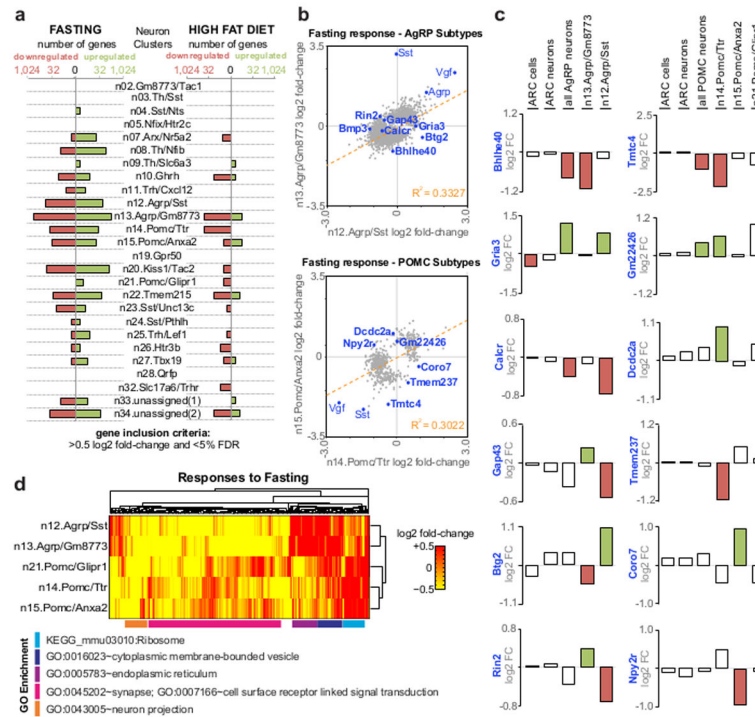 a
FASTING
number of genes
downregulated upregulated
1,024 32 0 32 1,024
Neuron
Clusters
HIGH FAT DIET
number of genes
downregulated upregulated
1,024 32 0 32 1,024
n02.Gm8773/Tac1
n03.Th/Sst
n04.Sst/Nts
n05.Nfix/Htr2c
n07.Arx/Nr5a2
n08.Th/Nfib
n09.Th/Slc6a3
n10.Ghrh
n11.Trh/Cxcl12
n12.Agrp/Sst
n13.Agrp/Gm8773
n14.Pomc/Ttr
n15.Pomc/Anxa2
n19.Gpr50
n20.Kiss1/Tac2
n21.Pomc/Glipr1
n22.Tmem215
n23.Sst/Unc13c
n24.Sst/Pthlh
n25.Trh/Lef1
n26.Htr3b
n27.Tbx19
n28.Qrfp
n32.Slc17a6/Trhr
n33.unassigned(1)
n34.unassigned(2)
gene inclusion criteria:
>0.5 log2 fold-change and <5% FDR
b
Fasting response - AgRP Subtypes
n13.Agrp/Gm8773 log2 fold-change
3.5
0
-3.5
Sst
Vgf
Agrp
Rin2
Gap43
Bmp3
Calcr
Gria3
Btg2
Bhlhe40
R² = 0.3327
-3.0 0 3.0
n12.Agrp/Sst log2 fold-change
Fasting response - POMC Subtypes
n15.Pomc/Anxa2 log2 fold-change
3.5
0
-3.5
Dcdc2a
Npy2r
Gm22426
Coro7
Tmem237
Vgf
Sst
Tmtc4
R² = 0.3022
-3.0 0 3.0
n14.Pomc/Ttr log2 fold-change
c
ARC cells
ARC neurons
all AgRP neurons
n13.Agrp/Gm8773
n12.Agrp/Sst
ARC cells
ARC neurons
all POMC neurons
n14.Pomc/Ttr
n15.Pomc/Anxa2
Bhlhe40
log2 FC
1.2
-1.2
Tmtc4
log2 FC
2.5
-2.5
Gria3
log2 FC
1.5
-1.5
Gm22426
log2 FC
1.0
-1.0
Calcr
log2 FC
0.8
-0.8
Dcdc2a
log2 FC
1.1
-1.1
Gap43
log2 FC
0.6
-0.6
Tmem237
log2 FC
1.2
-1.2
Btg2
log2 FC
1.1
-1.1
Coro7
log2 FC
1.0
-1.0
Rin2
log2 FC
0.8
-0.8
Npy2r
log2 FC
0.9
-0.9
d
Responses to Fasting
n12.Agrp/Sst
n13.Agrp/Gm8773
n21.Pomc/Glipr1
n14.Pomc/Ttr
n15.Pomc/Anxa2
log2 fold-change
+0.5
0
−0.5
GO Enrichment
KEGG_mmu03010:Ribosome
GO:0016023~cytoplasmic membrane-bounded vesicle
GO:0005783~endoplasmic reticulum
GO:0045202~synapse; GO:0007166~cell surface receptor linked signal transduction
GO:0043005~neuron projection